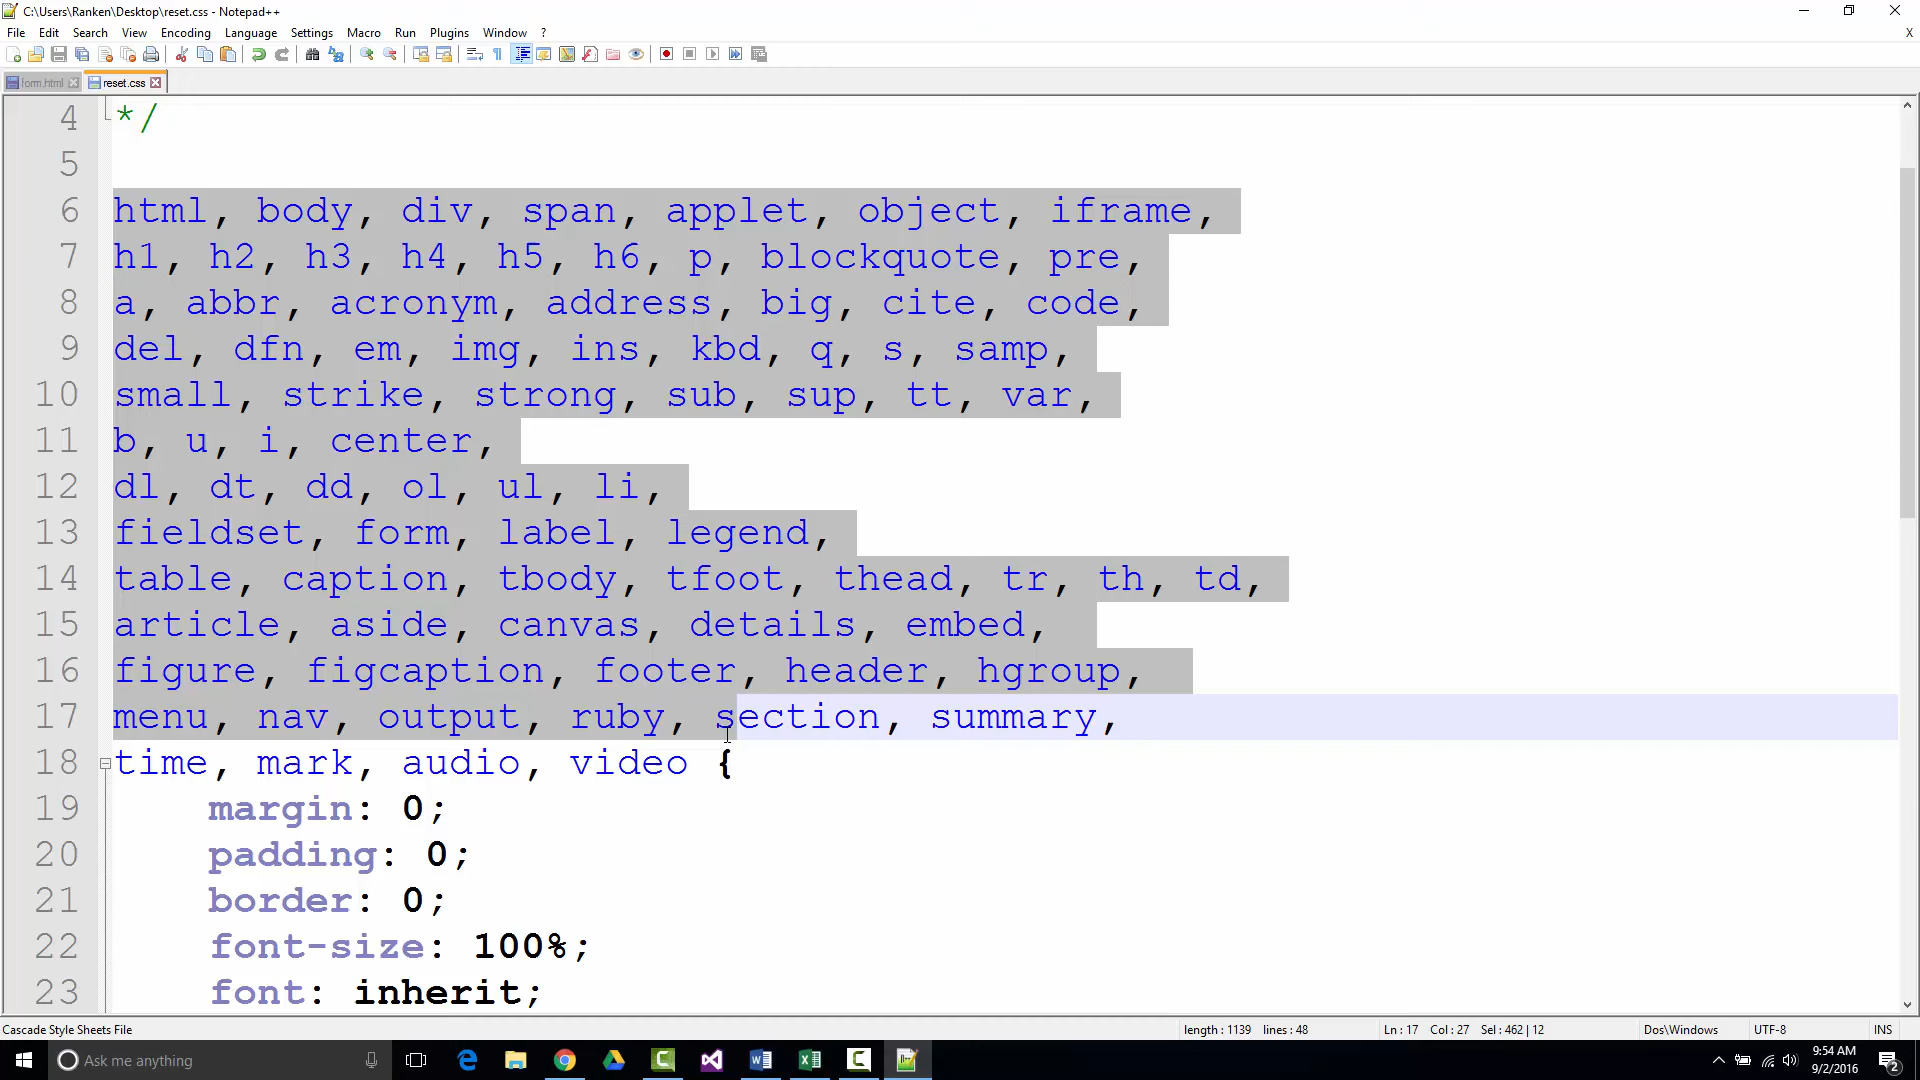 C:\Users\Ranken\Desktop\reset.css - Notepad++
File Edit Search View Encoding Language Settings Macro Run Plugins Window ? X
form.html reset.css
4 */
5
6 html, body, div, span, applet, object, iframe,
7 h1, h2, h3, h4, h5, h6, p, blockquote, pre,
8 a, abbr, acronym, address, big, cite, code,
9 del, dfn, em, img, ins, kbd, q, s, samp,
10 small, strike, strong, sub, sup, tt, var,
11 b, u, i, center,
12 dl, dt, dd, ol, ul, li,
13 fieldset, form, label, legend,
14 table, caption, tbody, tfoot, thead, tr, th, td,
15 article, aside, canvas, details, embed,
16 figure, figcaption, footer, header, hgroup,
17 menu, nav, output, ruby, section, summary,
18 time, mark, audio, video {
19 margin: 0;
20 padding: 0;
21 border: 0;
22 font-size: 100%;
23 font: inherit;
Cascade Style Sheets File length : 1139 lines : 48 Ln : 17 Col : 27 Sel : 462 | 12 Dos\Windows UTF-8 INS
Ask me anything 9:54 AM
9/2/2016 2